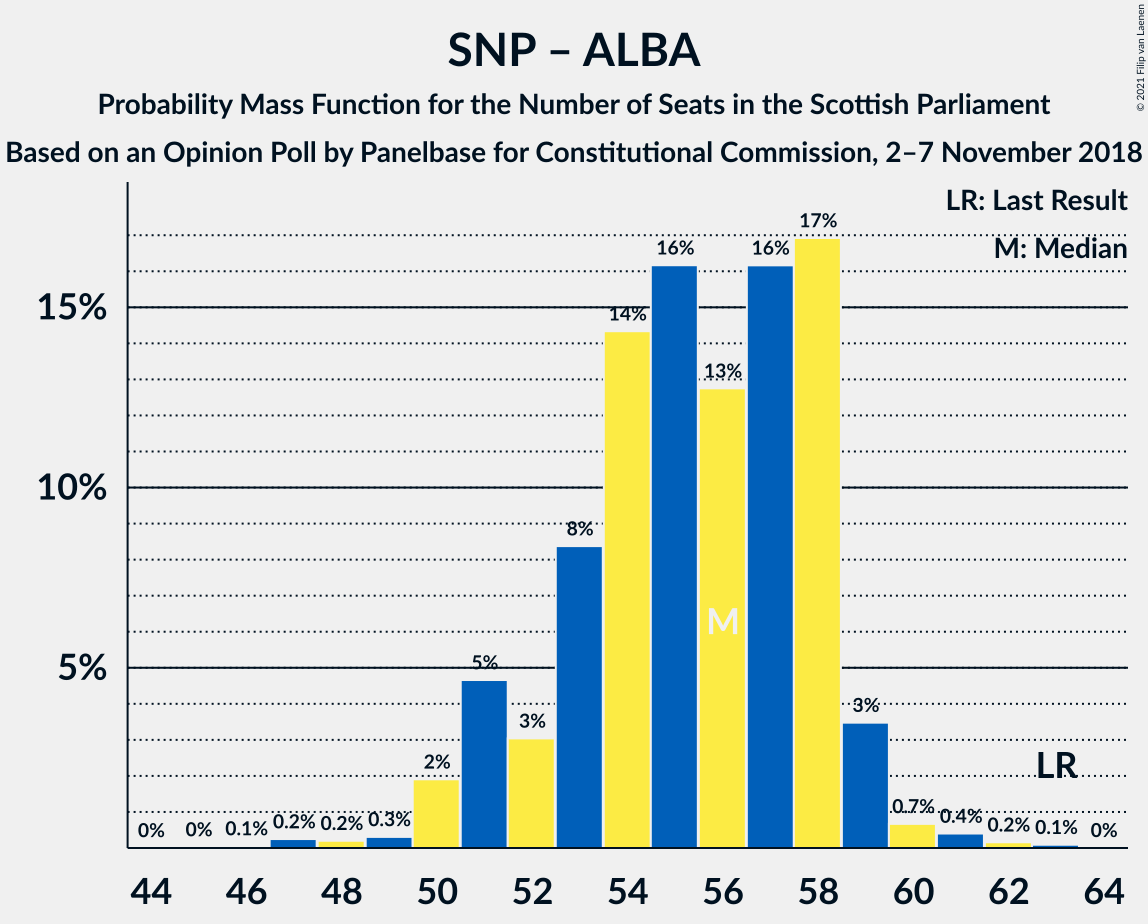 SNP – ALBA
Probability Mass Function for the Number of Seats in the Scottish Parliament
Based on an Opinion Poll by Panelbase for Constitutional Commission, 2–7 November 2018
© 2021 Filip van Laenen
LR: Last Result
M: Median
17%
16% 16%
15%
14%
13%
10%
8%
M
5%
5%
3%
3%
2%
LR
0% 0% 0.1% 0.2% 0.2% 0.3% 0.7% 0.4% 0.2% 0.1% 0%
44 46 48 50 52 54 56 58 60 62 64